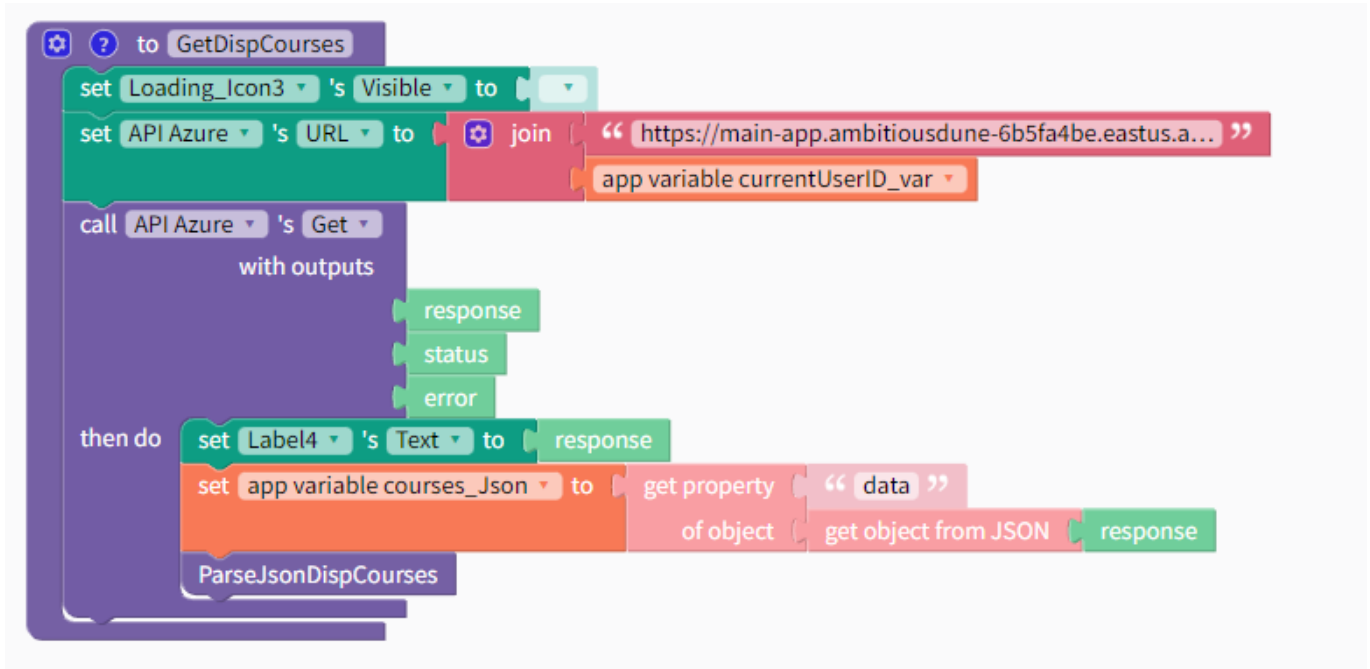 ? to GetDispCourses
set Loading_Icon3 's Visible to
set API Azure 's URL to join “ https://main-app.ambitiousdune-6b5fa4be.eastus.a... ”
app variable currentUserID_var
call API Azure 's Get
with outputs
response
status
error
then do set Label4 's Text to response
set app variable courses_Json to get property “ data ”
of object get object from JSON response
ParseJsonDispCourses